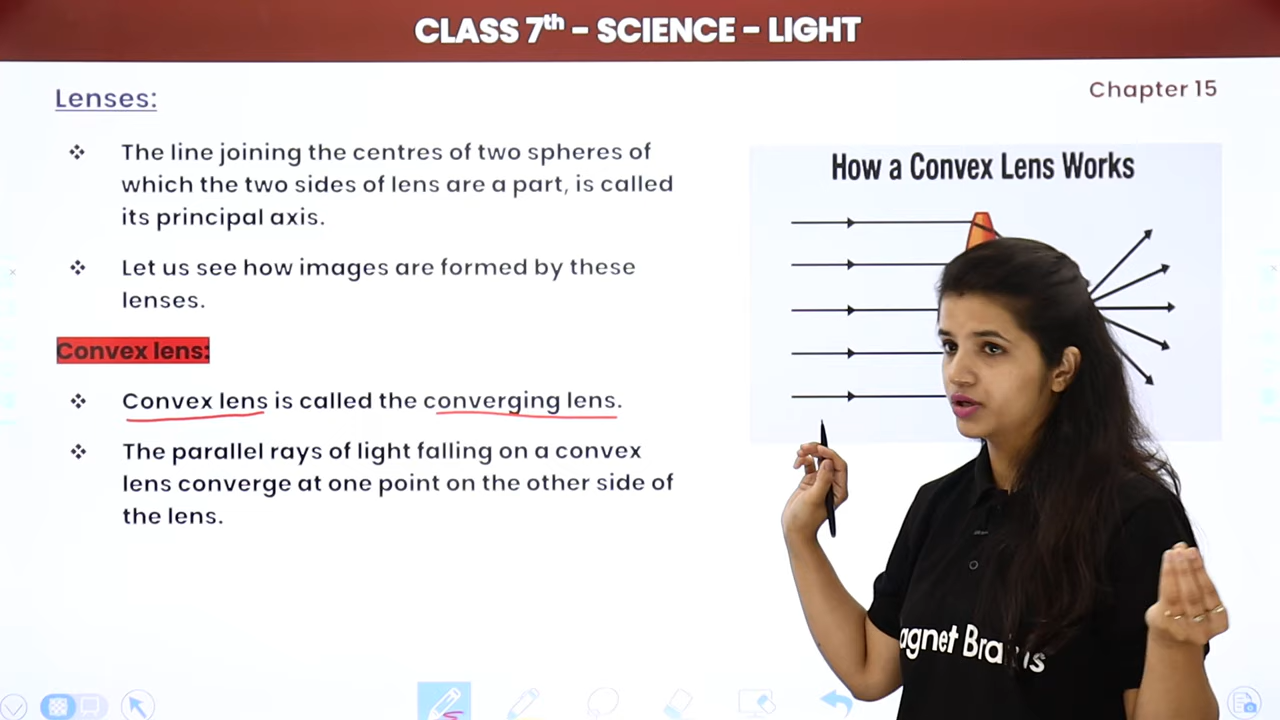 CLASS 7th - SCIENCE - LIGHT
Lenses:
Chapter 15
The line joining the centres of two spheres of
which the two sides of lens are a part, is called
its principal axis.
Let us see how images are formed by these
lenses.
Convex lens:
Convex lens is called the converging lens.
The parallel rays of light falling on a convex
lens converge at one point on the other side of
the lens.
How a Convex Lens Works
agnet Bra ns